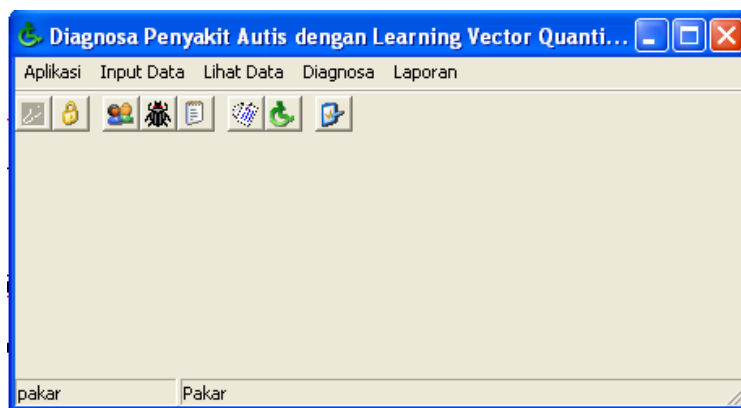 Diagnosa Penyakit Autis dengan Learning Vector Quanti...
Aplikasi Input Data Lihat Data Diagnosa Laporan
pakar Pakar